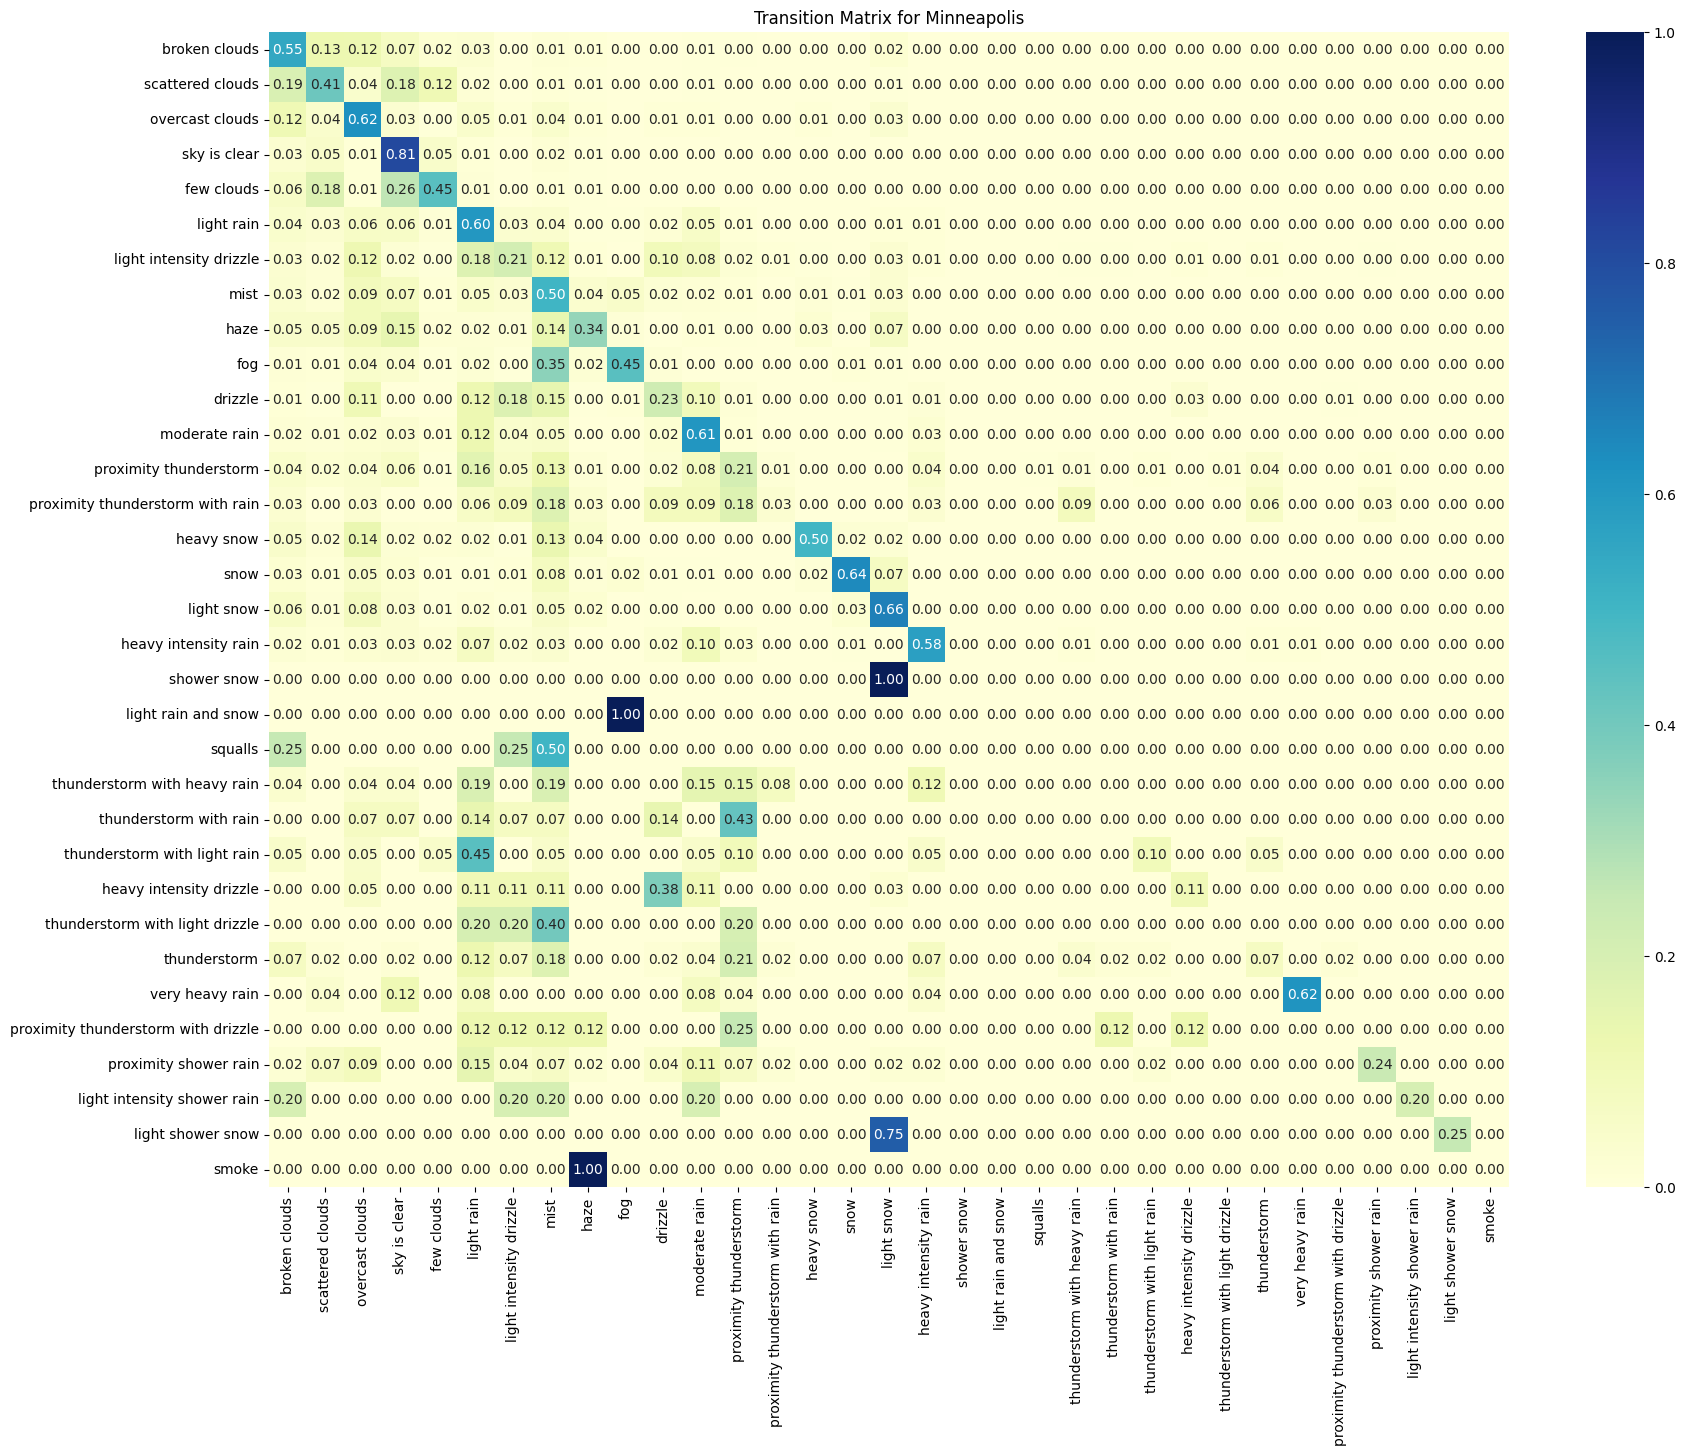 Transition Matrix for Minneapolis
broken clouds 0.55 0.13 0.12 0.07 0.02 0.03 0.00 0.01 0.01 0.00 0.00 0.01 0.00 0.00 0.00 0.00 0.02 0.00 0.00 0.00 0.00 0.00 0.00 0.00 0.00 0.00 0.00 0.00 0.00 0.00 0.00 0.00 0.00
scattered clouds 0.19 0.41 0.04 0.18 0.12 0.02 0.00 0.01 0.01 0.00 0.00 0.01 0.00 0.00 0.00 0.00 0.01 0.00 0.00 0.00 0.00 0.00 0.00 0.00 0.00 0.00 0.00 0.00 0.00 0.00 0.00 0.00 0.00
overcast clouds 0.12 0.04 0.62 0.03 0.00 0.05 0.01 0.04 0.01 0.00 0.01 0.01 0.00 0.00 0.01 0.00 0.03 0.00 0.00 0.00 0.00 0.00 0.00 0.00 0.00 0.00 0.00 0.00 0.00 0.00 0.00 0.00 0.00
sky is clear 0.03 0.05 0.01 0.81 0.05 0.01 0.00 0.02 0.01 0.00 0.00 0.00 0.00 0.00 0.00 0.00 0.00 0.00 0.00 0.00 0.00 0.00 0.00 0.00 0.00 0.00 0.00 0.00 0.00 0.00 0.00 0.00 0.00
few clouds 0.06 0.18 0.01 0.26 0.45 0.01 0.00 0.01 0.01 0.00 0.00 0.00 0.00 0.00 0.00 0.00 0.00 0.00 0.00 0.00 0.00 0.00 0.00 0.00 0.00 0.00 0.00 0.00 0.00 0.00 0.00 0.00 0.00
light rain 0.04 0.03 0.06 0.06 0.01 0.60 0.03 0.04 0.00 0.00 0.02 0.05 0.01 0.00 0.00 0.00 0.01 0.01 0.00 0.00 0.00 0.00 0.00 0.00 0.00 0.00 0.00 0.00 0.00 0.00 0.00 0.00 0.00
light intensity drizzle 0.03 0.02 0.12 0.02 0.00 0.18 0.21 0.12 0.01 0.00 0.10 0.08 0.02 0.01 0.00 0.00 0.03 0.01 0.00 0.00 0.00 0.00 0.00 0.00 0.01 0.00 0.01 0.00 0.00 0.00 0.00 0.00 0.00
mist 0.03 0.02 0.09 0.07 0.01 0.05 0.03 0.50 0.04 0.05 0.02 0.02 0.01 0.00 0.01 0.01 0.03 0.00 0.00 0.00 0.00 0.00 0.00 0.00 0.00 0.00 0.00 0.00 0.00 0.00 0.00 0.00 0.00
haze 0.05 0.05 0.09 0.15 0.02 0.02 0.01 0.14 0.34 0.01 0.00 0.01 0.00 0.00 0.03 0.00 0.07 0.00 0.00 0.00 0.00 0.00 0.00 0.00 0.00 0.00 0.00 0.00 0.00 0.00 0.00 0.00 0.00
fog 0.01 0.01 0.04 0.04 0.01 0.02 0.00 0.35 0.02 0.45 0.01 0.00 0.00 0.00 0.00 0.01 0.01 0.00 0.00 0.00 0.00 0.00 0.00 0.00 0.00 0.00 0.00 0.00 0.00 0.00 0.00 0.00 0.00
drizzle 0.01 0.00 0.11 0.00 0.00 0.12 0.18 0.15 0.00 0.01 0.23 0.10 0.01 0.00 0.00 0.00 0.01 0.01 0.00 0.00 0.00 0.00 0.00 0.00 0.03 0.00 0.00 0.00 0.01 0.00 0.00 0.00 0.00
moderate rain 0.02 0.01 0.02 0.03 0.01 0.12 0.04 0.05 0.00 0.00 0.02 0.61 0.01 0.00 0.00 0.00 0.00 0.03 0.00 0.00 0.00 0.00 0.00 0.00 0.00 0.00 0.00 0.00 0.00 0.00 0.00 0.00 0.00
proximity thunderstorm 0.04 0.02 0.04 0.06 0.01 0.16 0.05 0.13 0.01 0.00 0.02 0.08 0.21 0.01 0.00 0.00 0.00 0.04 0.00 0.00 0.01 0.01 0.00 0.01 0.00 0.01 0.04 0.00 0.00 0.01 0.00 0.00 0.00
proximity thunderstorm with rain 0.03 0.00 0.03 0.00 0.00 0.06 0.09 0.18 0.03 0.00 0.09 0.09 0.18 0.03 0.00 0.00 0.00 0.03 0.00 0.00 0.00 0.09 0.00 0.00 0.00 0.00 0.06 0.00 0.00 0.03 0.00 0.00 0.00
heavy snow 0.05 0.02 0.14 0.02 0.02 0.02 0.01 0.13 0.04 0.00 0.00 0.00 0.00 0.00 0.50 0.02 0.02 0.00 0.00 0.00 0.00 0.00 0.00 0.00 0.00 0.00 0.00 0.00 0.00 0.00 0.00 0.00 0.00
snow 0.03 0.01 0.05 0.03 0.01 0.01 0.01 0.08 0.01 0.02 0.01 0.01 0.00 0.00 0.02 0.64 0.07 0.00 0.00 0.00 0.00 0.00 0.00 0.00 0.00 0.00 0.00 0.00 0.00 0.00 0.00 0.00 0.00
light snow 0.06 0.01 0.08 0.03 0.01 0.02 0.01 0.05 0.02 0.00 0.00 0.00 0.00 0.00 0.00 0.03 0.66 0.00 0.00 0.00 0.00 0.00 0.00 0.00 0.00 0.00 0.00 0.00 0.00 0.00 0.00 0.00 0.00
heavy intensity rain 0.02 0.01 0.03 0.03 0.02 0.07 0.02 0.03 0.00 0.00 0.02 0.10 0.03 0.00 0.00 0.01 0.00 0.58 0.00 0.00 0.00 0.01 0.00 0.00 0.00 0.00 0.01 0.01 0.00 0.00 0.00 0.00 0.00
shower snow 0.00 0.00 0.00 0.00 0.00 0.00 0.00 0.00 0.00 0.00 0.00 0.00 0.00 0.00 0.00 0.00 1.00 0.00 0.00 0.00 0.00 0.00 0.00 0.00 0.00 0.00 0.00 0.00 0.00 0.00 0.00 0.00 0.00
light rain and snow 0.00 0.00 0.00 0.00 0.00 0.00 0.00 0.00 0.00 1.00 0.00 0.00 0.00 0.00 0.00 0.00 0.00 0.00 0.00 0.00 0.00 0.00 0.00 0.00 0.00 0.00 0.00 0.00 0.00 0.00 0.00 0.00 0.00
squalls 0.25 0.00 0.00 0.00 0.00 0.00 0.25 0.50 0.00 0.00 0.00 0.00 0.00 0.00 0.00 0.00 0.00 0.00 0.00 0.00 0.00 0.00 0.00 0.00 0.00 0.00 0.00 0.00 0.00 0.00 0.00 0.00 0.00
thunderstorm with heavy rain 0.04 0.00 0.04 0.04 0.00 0.19 0.00 0.19 0.00 0.00 0.00 0.15 0.15 0.08 0.00 0.00 0.00 0.12 0.00 0.00 0.00 0.00 0.00 0.00 0.00 0.00 0.00 0.00 0.00 0.00 0.00 0.00 0.00
thunderstorm with rain 0.00 0.00 0.07 0.07 0.00 0.14 0.07 0.07 0.00 0.00 0.14 0.00 0.43 0.00 0.00 0.00 0.00 0.00 0.00 0.00 0.00 0.00 0.00 0.00 0.00 0.00 0.00 0.00 0.00 0.00 0.00 0.00 0.00
thunderstorm with light rain 0.05 0.00 0.05 0.00 0.05 0.45 0.00 0.05 0.00 0.00 0.00 0.05 0.10 0.00 0.00 0.00 0.00 0.05 0.00 0.00 0.00 0.00 0.00 0.10 0.00 0.00 0.05 0.00 0.00 0.00 0.00 0.00 0.00
heavy intensity drizzle 0.00 0.00 0.05 0.00 0.00 0.11 0.11 0.11 0.00 0.00 0.38 0.11 0.00 0.00 0.00 0.00 0.03 0.00 0.00 0.00 0.00 0.00 0.00 0.00 0.11 0.00 0.00 0.00 0.00 0.00 0.00 0.00 0.00
thunderstorm with light drizzle 0.00 0.00 0.00 0.00 0.00 0.20 0.20 0.40 0.00 0.00 0.00 0.00 0.20 0.00 0.00 0.00 0.00 0.00 0.00 0.00 0.00 0.00 0.00 0.00 0.00 0.00 0.00 0.00 0.00 0.00 0.00 0.00 0.00
thunderstorm 0.07 0.02 0.00 0.02 0.00 0.12 0.07 0.18 0.00 0.00 0.02 0.04 0.21 0.02 0.00 0.00 0.00 0.07 0.00 0.00 0.00 0.04 0.02 0.02 0.00 0.00 0.07 0.00 0.02 0.00 0.00 0.00 0.00
very heavy rain 0.00 0.04 0.00 0.12 0.00 0.08 0.00 0.00 0.00 0.00 0.00 0.08 0.04 0.00 0.00 0.00 0.00 0.04 0.00 0.00 0.00 0.00 0.00 0.00 0.00 0.00 0.00 0.62 0.00 0.00 0.00 0.00 0.00
proximity thunderstorm with drizzle 0.00 0.00 0.00 0.00 0.00 0.12 0.12 0.12 0.12 0.00 0.00 0.00 0.25 0.00 0.00 0.00 0.00 0.00 0.00 0.00 0.00 0.00 0.12 0.00 0.12 0.00 0.00 0.00 0.00 0.00 0.00 0.00 0.00
proximity shower rain 0.02 0.07 0.09 0.00 0.00 0.15 0.04 0.07 0.02 0.00 0.04 0.11 0.07 0.02 0.00 0.00 0.02 0.02 0.00 0.00 0.00 0.00 0.00 0.02 0.00 0.00 0.00 0.00 0.00 0.24 0.00 0.00 0.00
light intensity shower rain 0.20 0.00 0.00 0.00 0.00 0.00 0.20 0.20 0.00 0.00 0.00 0.20 0.00 0.00 0.00 0.00 0.00 0.00 0.00 0.00 0.00 0.00 0.00 0.00 0.00 0.00 0.00 0.00 0.00 0.00 0.20 0.00 0.00
light shower snow 0.00 0.00 0.00 0.00 0.00 0.00 0.00 0.00 0.00 0.00 0.00 0.00 0.00 0.00 0.00 0.00 0.75 0.00 0.00 0.00 0.00 0.00 0.00 0.00 0.00 0.00 0.00 0.00 0.00 0.00 0.00 0.25 0.00
smoke 0.00 0.00 0.00 0.00 0.00 0.00 0.00 0.00 1.00 0.00 0.00 0.00 0.00 0.00 0.00 0.00 0.00 0.00 0.00 0.00 0.00 0.00 0.00 0.00 0.00 0.00 0.00 0.00 0.00 0.00 0.00 0.00 0.00
broken clouds
scattered clouds
overcast clouds
sky is clear
few clouds
light rain
light intensity drizzle
mist
haze
fog
drizzle
moderate rain
proximity thunderstorm
proximity thunderstorm with rain
heavy snow
snow
light snow
heavy intensity rain
shower snow
light rain and snow
squalls
thunderstorm with heavy rain
thunderstorm with rain
thunderstorm with light rain
heavy intensity drizzle
thunderstorm with light drizzle
thunderstorm
very heavy rain
proximity thunderstorm with drizzle
proximity shower rain
light intensity shower rain
light shower snow
smoke
1.0
0.8
0.6
0.4
0.2
0.0